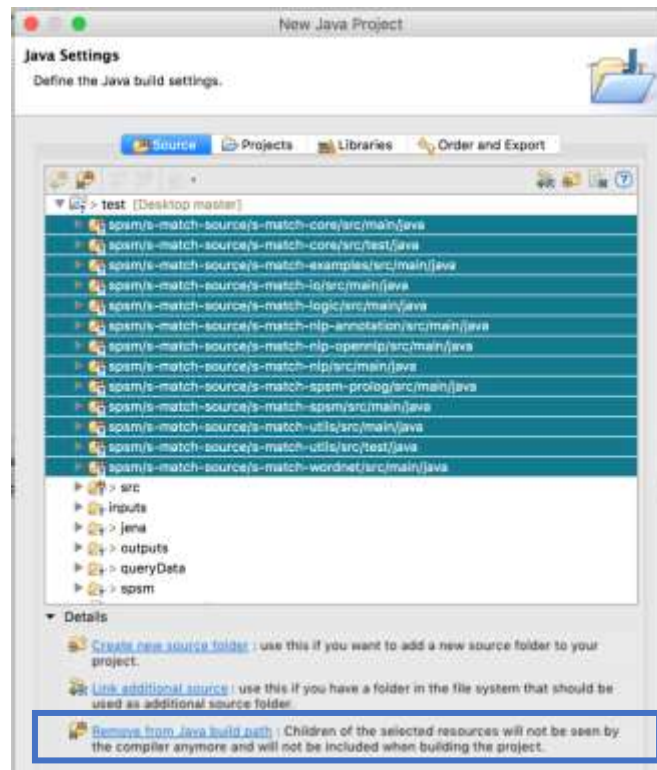 New Java Project
Java Settings
Define the Java build settings.
Source Projects Libraries Order and Export
> test [Desktop master]
spsm/s-match-source/s-match-core/src/main/java
spsm/s-match-source/s-match-core/src/test/java
spsm/s-match-source/s-match-examples/src/main/java
spsm/s-match-source/s-match-io/src/main/java
spsm/s-match-source/s-match-logic/src/main/java
spsm/s-match-source/s-match-nlp-annotation/src/main/java
spsm/s-match-source/s-match-nlp-opennlp/src/main/java
spsm/s-match-source/s-match-nlp/src/main/java
spsm/s-match-source/s-match-spsm-prolog/src/main/java
spsm/s-match-source/s-match-spsm/src/main/java
spsm/s-match-source/s-match-utils/src/main/java
spsm/s-match-source/s-match-utils/src/test/java
spsm/s-match-source/s-match-wordnet/src/main/java
> src
inputs
> jena
> outputs
> queryData
> spsm
Details
Create new source folder : use this if you want to add a new source folder to your
project.
Link additional source : use this if you have a folder in the file system that should be
used as additional source folder.
Remove from Java build path : Children of the selected resources will not be seen by
the compiler anymore and will not be included when building the project.